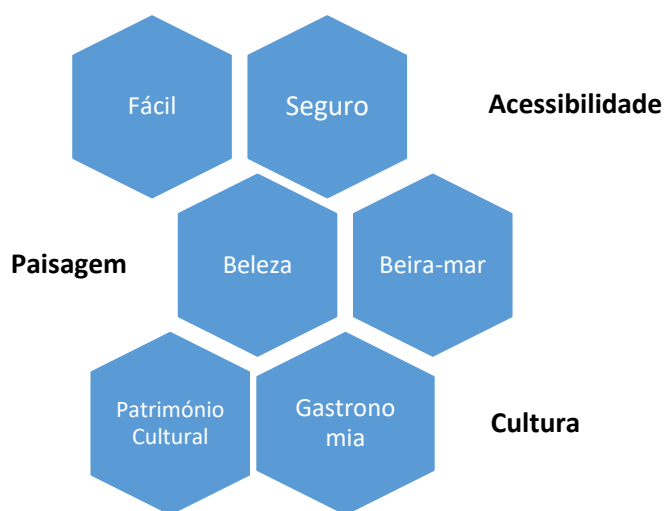 Fácil
Seguro
Acessibilidade
Paisagem
Beleza
Beira-mar
Património
Cultural
Gastrono
mia
Cultura